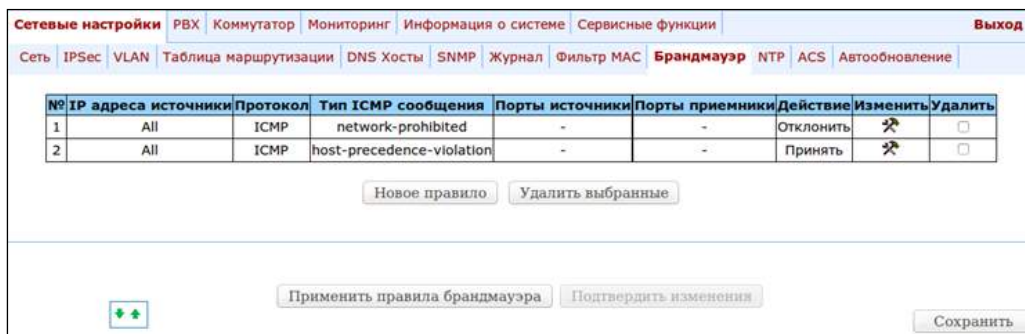 Сетевые настройки PBX Коммутатор Мониторинг Информация о системе Сервисные функции Выход
Сеть IPSec VLAN Таблица маршрутизации DNS Хосты SNMP Журнал Фильтр MAC Брандмауэр NTP ACS Автообновление
№ IP адреса источники Протокол Тип ICMP сообщения Порты источники Порты приемники Действие Изменить Удалить
1 All ICMP network-prohibited - - Отклонить
2 All ICMP host-precedence-violation - - Принять
Новое правило Удалить выбранные
Применить правила брандмауэра Подтвердить изменения
Сохранить